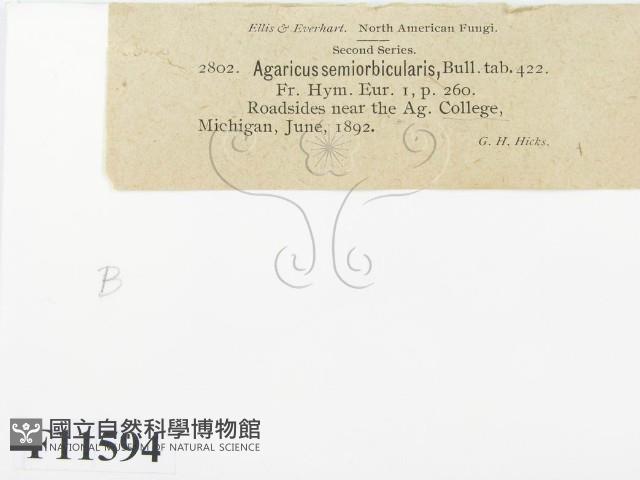 Ellis & Everhart. North American Fungi.
Second Series.
2802. Agaricus semiorbicularis, Bull. tab. 422.
Fr. Hym. Eur. 1, p. 260.
Roadsides near the Ag. College,
Michigan, June, 1892.
G. H. Hicks.
B
國立自然科學博物館
NATIONAL MUSEUM OF NATURAL SCIENCE
F11594